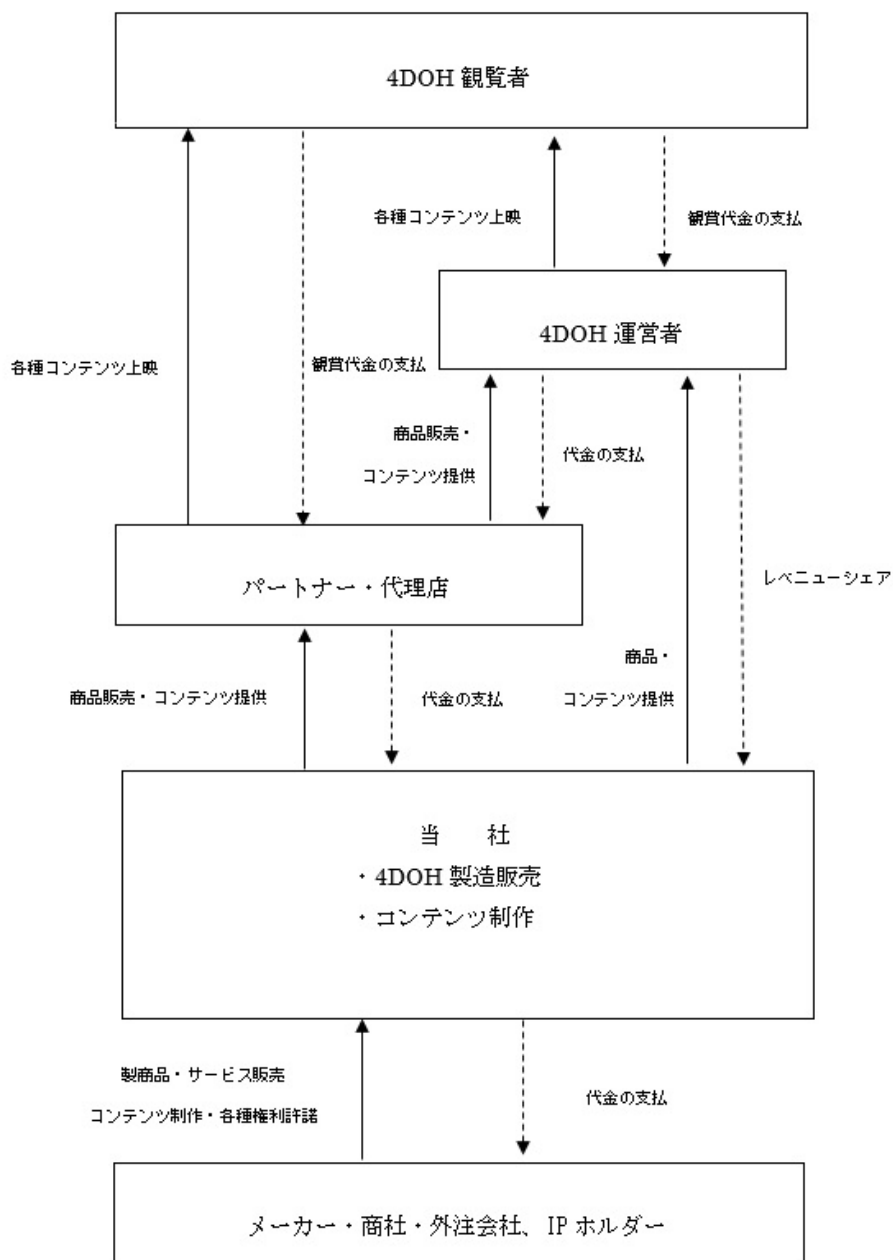 4DOH 観覧者
各種コンテンツ上映
観賞代金の支払
4DOH 運営者
各種コンテンツ上映
観賞代金の支払
商品販売・
コンテンツ提供
代金の支払
パートナー・代理店
レベニューシェア
商品・
コンテンツ提供
商品販売・コンテンツ提供
代金の支払
当　社
・4DOH 製造販売
・コンテンツ制作
製商品・サービス販売
コンテンツ制作・各種権利許諾
代金の支払
メーカー・商社・外注会社、IP ホルダー